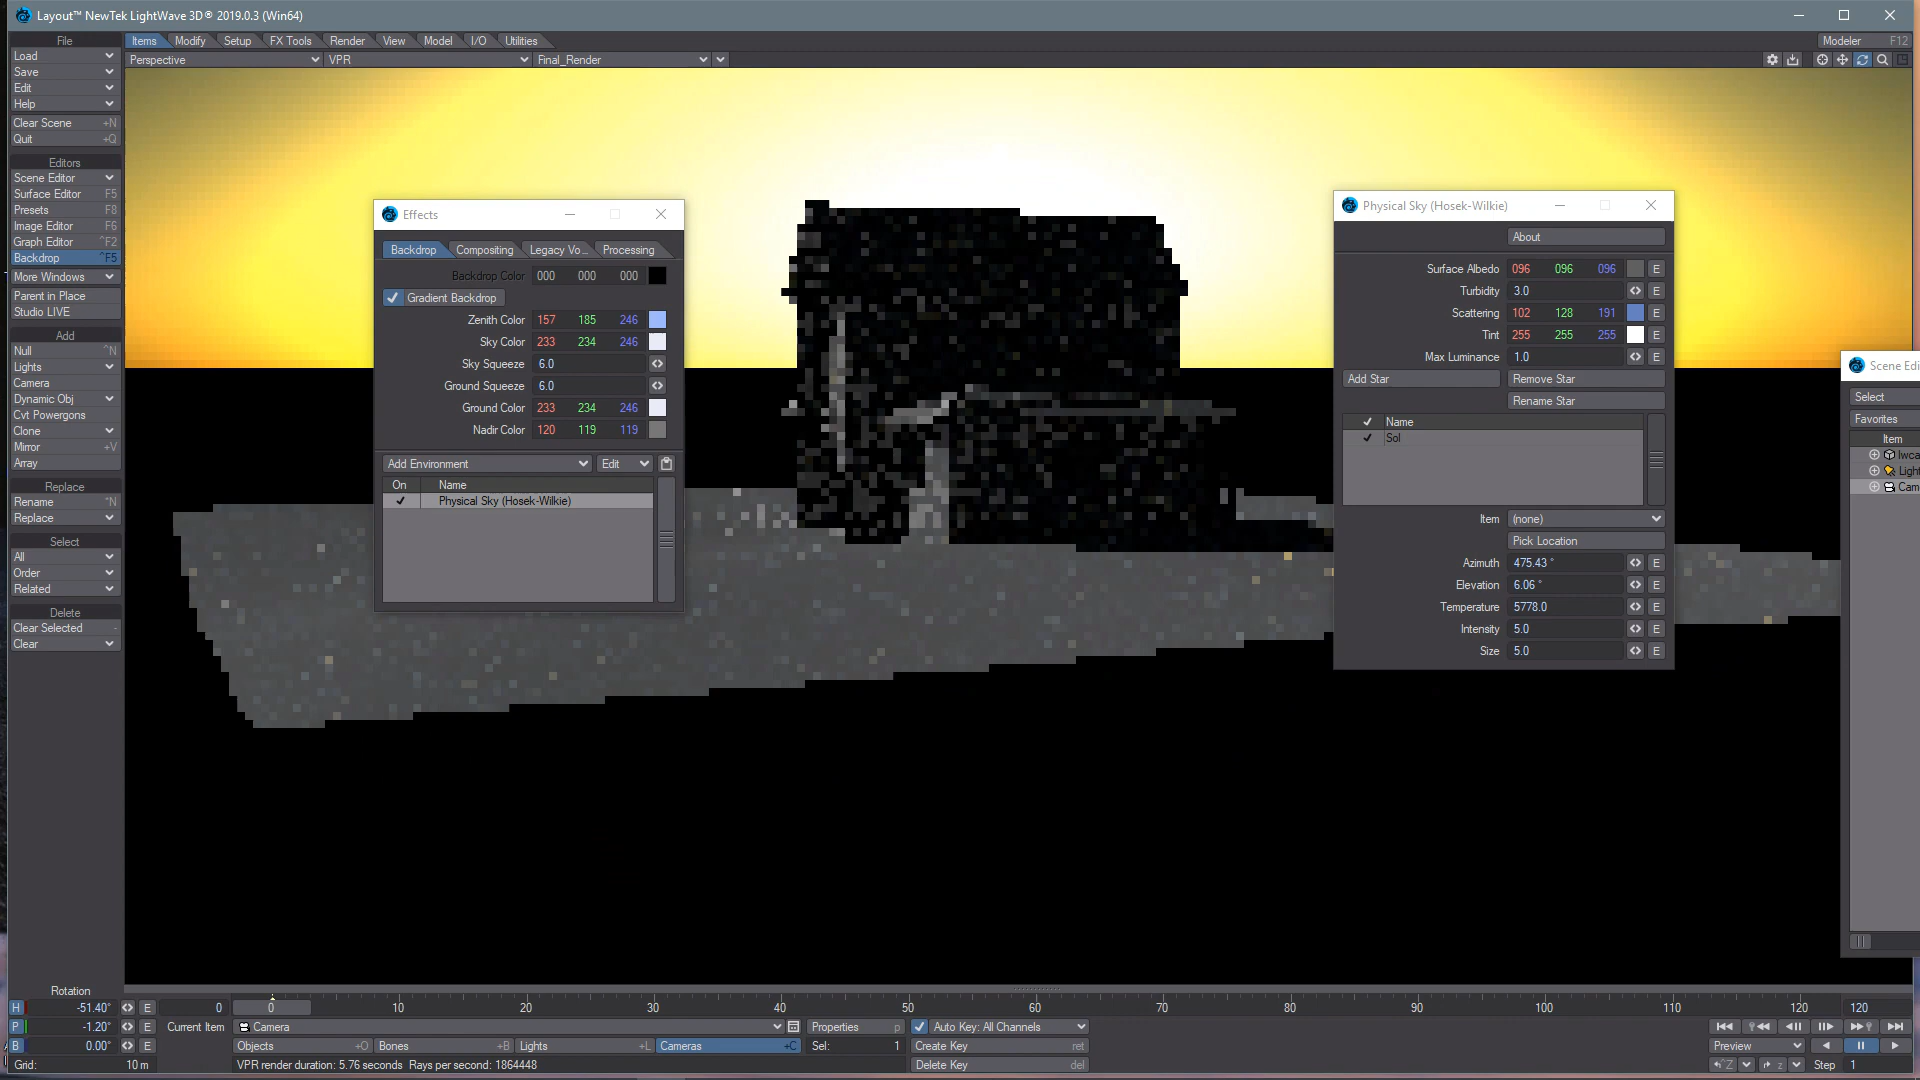 Layout™ NewTek LightWave 3D® 2019.0.3 (Win64)
File
Items Modify Setup FX Tools Render View Model I/O Utilities
Modeler F12
Load
Perspective VPR Final_Render
Save
Edit
Help
Clear Scene +N
Quit +Q
Editors
Scene Editor
Surface Editor F5
Presets F8
Image Editor F6
Graph Editor ^F2
Backdrop ^F5
More Windows
Parent in Place
Studio LIVE
Add
Null ^N
Lights
Camera
Dynamic Obj
Cvt Powergons
Clone
Mirror +V
Array
Replace
Rename ^N
Replace
Select
All
Order
Related
Delete
Clear Selected -
Clear
Effects
Backdrop Compositing Legacy Vo... Processing
Backdrop Color 000 000 000
Gradient Backdrop
Zenith Color 157 185 246
Sky Color 233 234 246
Sky Squeeze 6.0
Ground Squeeze 6.0
Ground Color 233 234 246
Nadir Color 120 119 119
Add Environment Edit
On Name
Physical Sky (Hosek-Wilkie)
Physical Sky (Hosek-Wilkie)
About
Surface Albedo 096 096 096 E
Turbidity 3.0 E
Scattering 102 128 191 E
Tint 255 255 255 E
Max Luminance 1.0 E
Add Star Remove Star
Rename Star
Name
Sol
Item (none)
Pick Location
Azimuth 475.43 ° E
Elevation 6.06 ° E
Temperature 5778.0 E
Intensity 5.0 E
Size 5.0 E
Scene Edi
Select
Favorites
Item
lwca
Light
Cam
Rotation
H -51.40° E 0 0 10 20 30 40 50 60 70 80 90 100 110 120 120
P -1.20° E Current Item Camera Properties p Auto Key: All Channels
B 0.00° E Objects +O Bones +B Lights +L Cameras +C Sel: 1 Create Key ret Preview
Grid: 10 m VPR render duration: 5.76 seconds Rays per second: 1864448 Delete Key del Z z Step 1